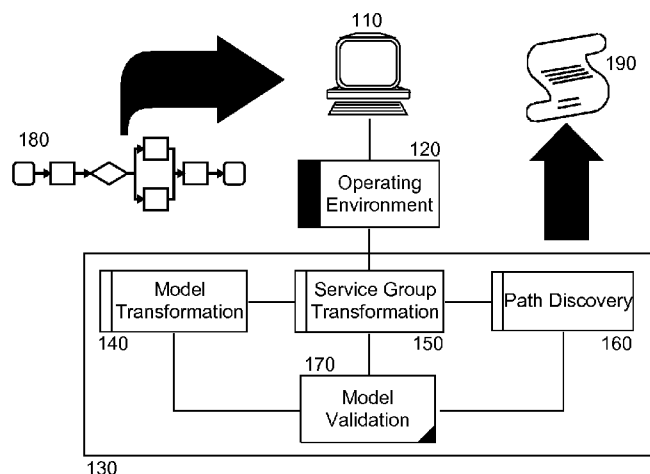 110
190
180
120
Operating
Environment
Model
Transformation
Service Group
Transformation
Path Discovery
140
150
160
170
Model
Validation
130